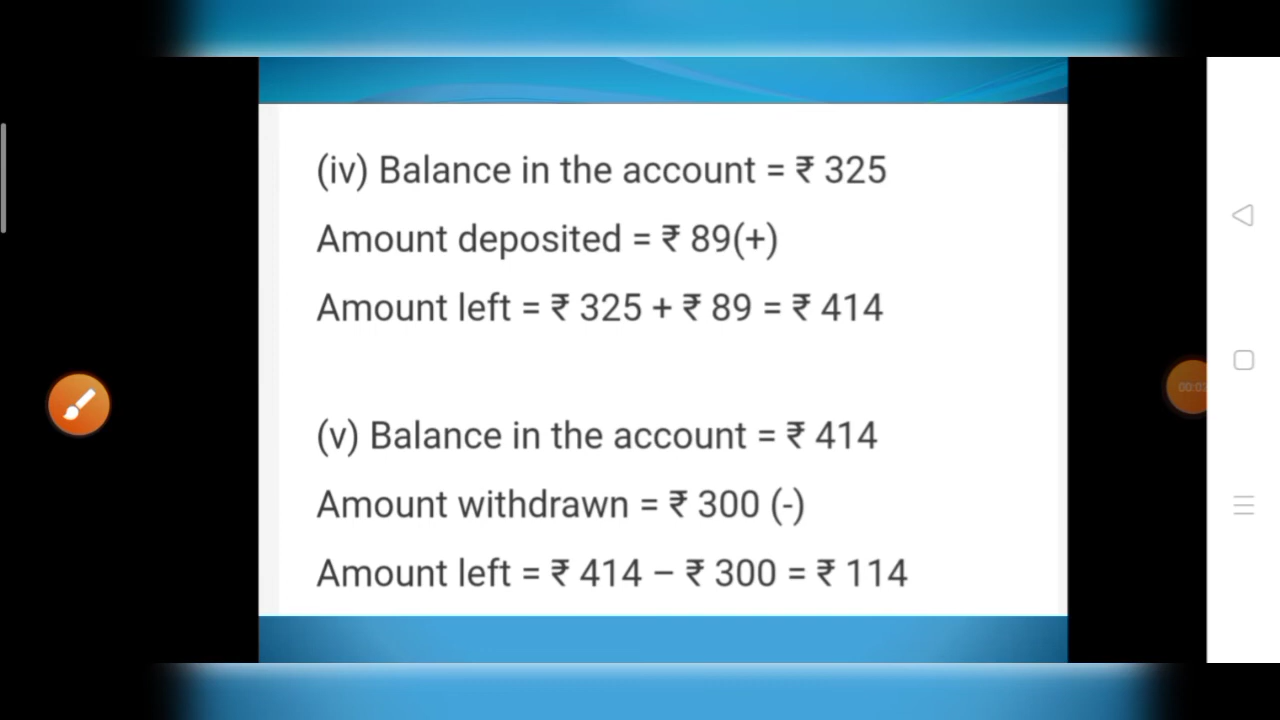 (iv) Balance in the account = ₹ 325
Amount deposited = ₹ 89(+)
Amount left = ₹ 325 + ₹ 89 = ₹ 414
(v) Balance in the account = ₹ 414
Amount withdrawn = ₹ 300 (-)
Amount left = ₹ 414 – ₹ 300 = ₹ 114